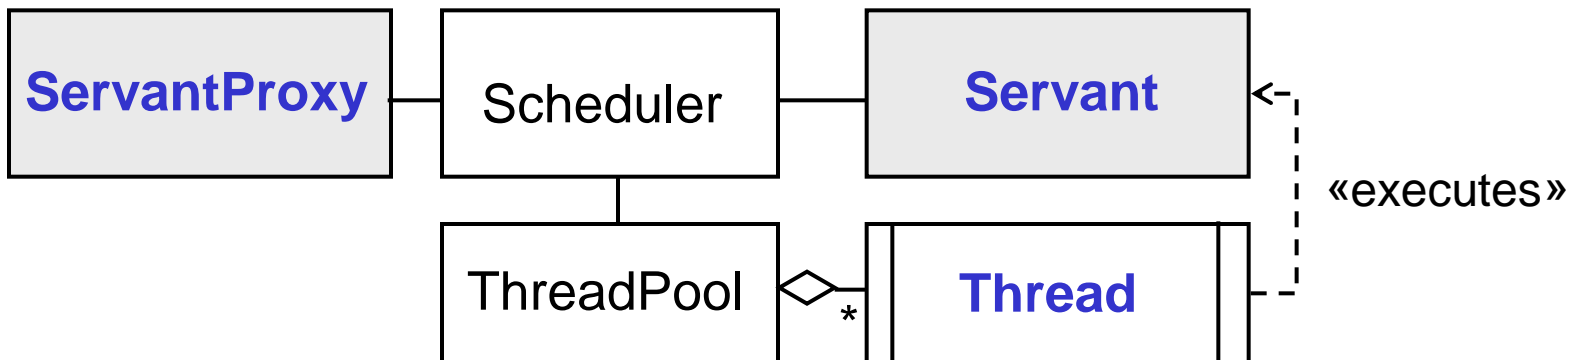 ServantProxy
Scheduler
Servant
«executes»
ThreadPool
*
Thread